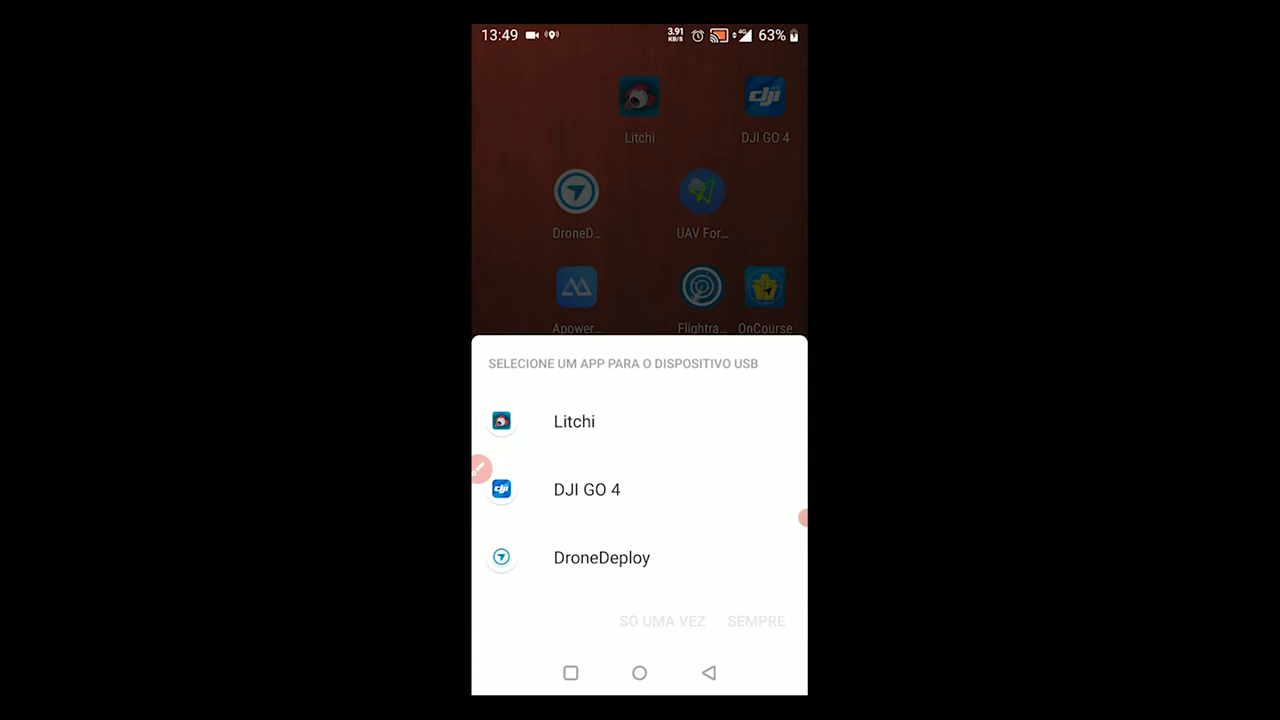 13:49 3.91 KB/S 4G 63%
Litchi DJI GO 4
DroneD... UAV For...
Apower... Flightra... OnCourse
SELECIONE UM APP PARA O DISPOSITIVO USB
Litchi
DJI GO 4
DroneDeploy
SÓ UMA VEZ SEMPRE